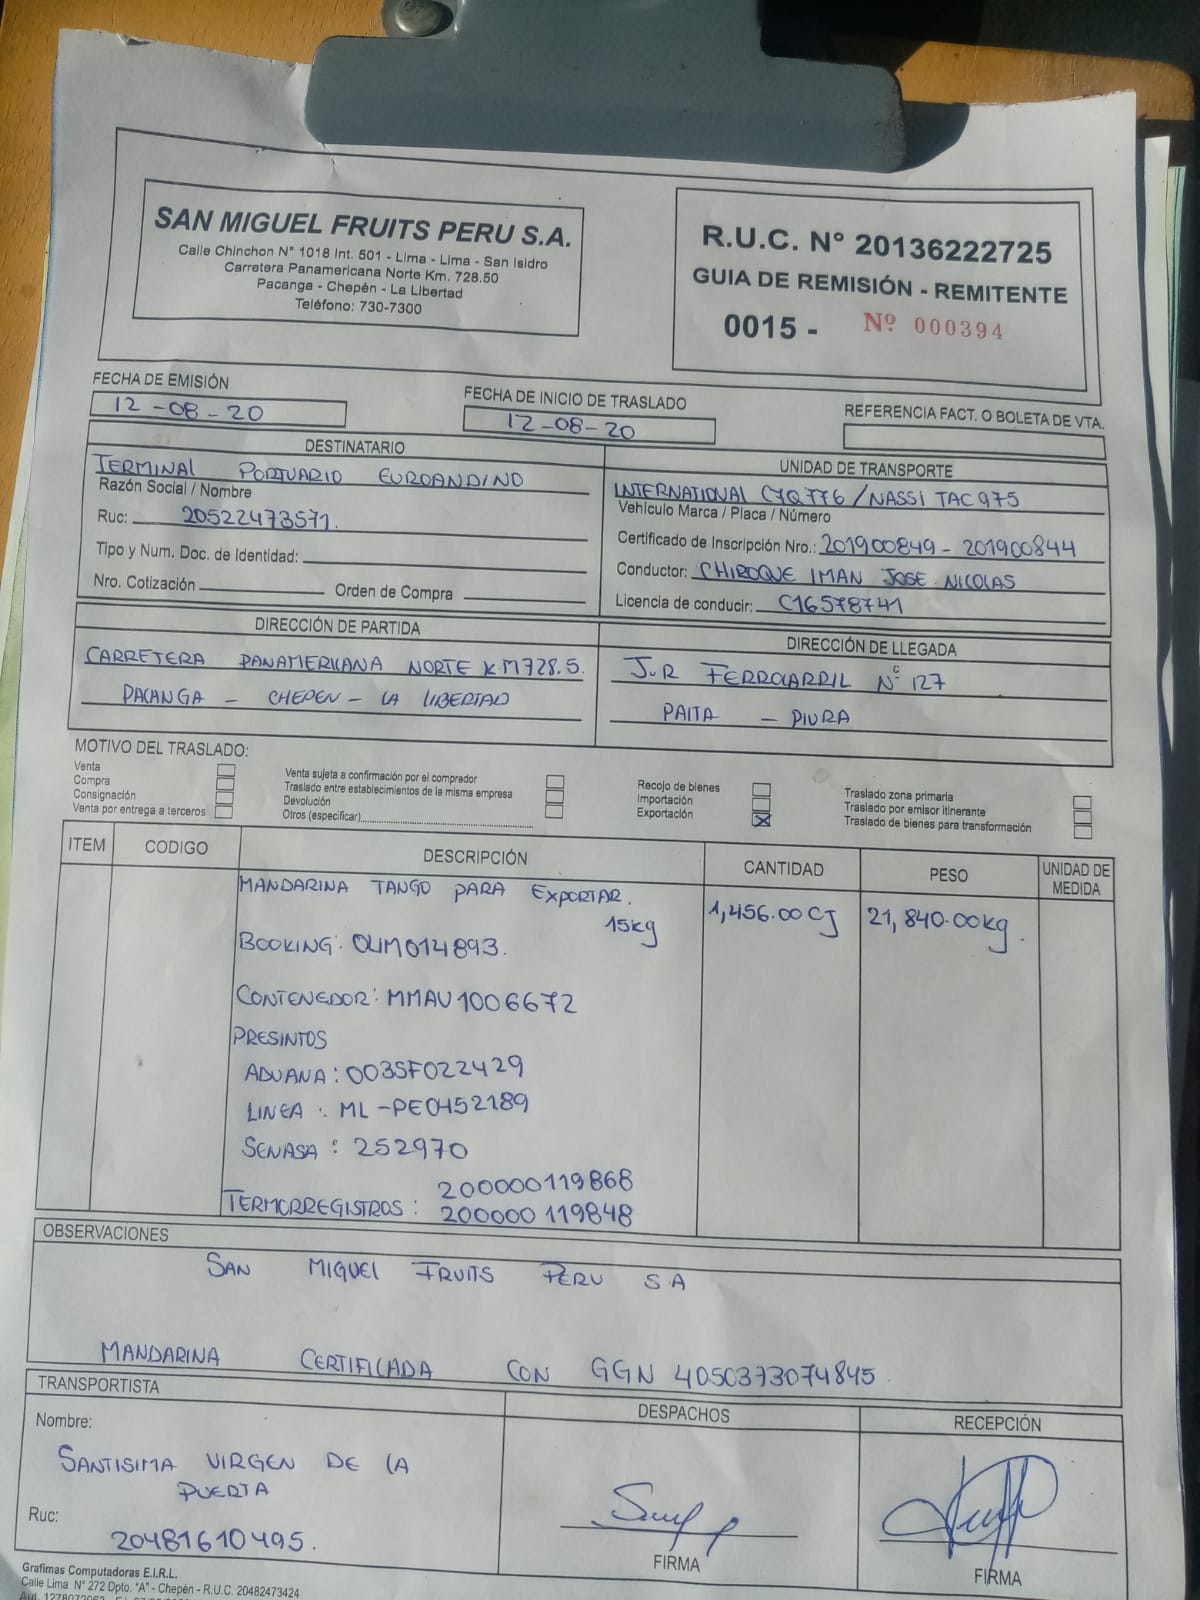 SAN MIGUEL FRUITS PERU S.A.
Calle Chinchon N° 1018 Int. 501 - Lima - Lima - San Isidro
Carretera Panamericana Norte Km. 728.50
Pacanga - Chepén - La Libertad
Teléfono: 730-7300
R.U.C. N° 20136222725
GUIA DE REMISIÓN - REMITENTE
0015 - Nº 000394
FECHA DE EMISIÓN
12-08-20
FECHA DE INICIO DE TRASLADO
12-08-20
REFERENCIA FACT. O BOLETA DE VTA.
DESTINATARIO
TERMINAL PORTUARIO EUROANDINO
Razón Social / Nombre
Ruc: 20522473571.
Tipo y Num. Doc. de Identidad:
Nro. Cotización Orden de Compra
UNIDAD DE TRANSPORTE
INTERNATIONAL C7Q776/NASSI TAC975
Vehículo Marca / Placa / Número
Certificado de Inscripción Nro.: 201900849 - 201900844
Conductor: CHIROQUE IMAN JOSE NICOLAS
Licencia de conducir: C16578741
DIRECCIÓN DE PARTIDA
CARRETERA PANAMERICANA NORTE K.M728.5.
PACANGA - CHEPEN - LA LIBERTAD
DIRECCIÓN DE LLEGADA
J.R FERROCARRIL N° 127
PAITA - PIURA
MOTIVO DEL TRASLADO:
Venta
Compra
Consignación
Venta por entrega a terceros
Venta sujeta a confirmación por el comprador
Traslado entre establecimientos de la misma empresa
Devolución
Otros (especificar)
Recojo de bienes
Importación
Exportación X
Traslado zona primaria
Traslado por emisor itinerante
Traslado de bienes para transformación
ITEM CODIGO DESCRIPCIÓN CANTIDAD PESO UNIDAD DE MEDIDA
MANDARINA TANGO PARA EXPORTAR. 1,456.00 CJ 21,840.00kg.
15kg
BOOKING: OLIM014893.
CONTENEDOR: MMAU1006672
PRESINTOS
ADUANA: 003SF022429
LINEA: ML-PE0452189
SENASA: 252970
200000119868
TERMORREGISTROS: 200000119848
OBSERVACIONES
SAN MIGUEL FRUITS PERU S A
MANDARINA CERTIFICADA CON GGN 4050373074845
TRANSPORTISTA
Nombre:
SANTISIMA VIRGEN DE LA
PUERTA
Ruc:
20481610495.
DESPACHOS
FIRMA
RECEPCIÓN
FIRMA
Grafimas Computadoras E.I.R.L.
Calle Lima N° 272 Dpto. "A" - Chepén - R.U.C. 20482473424